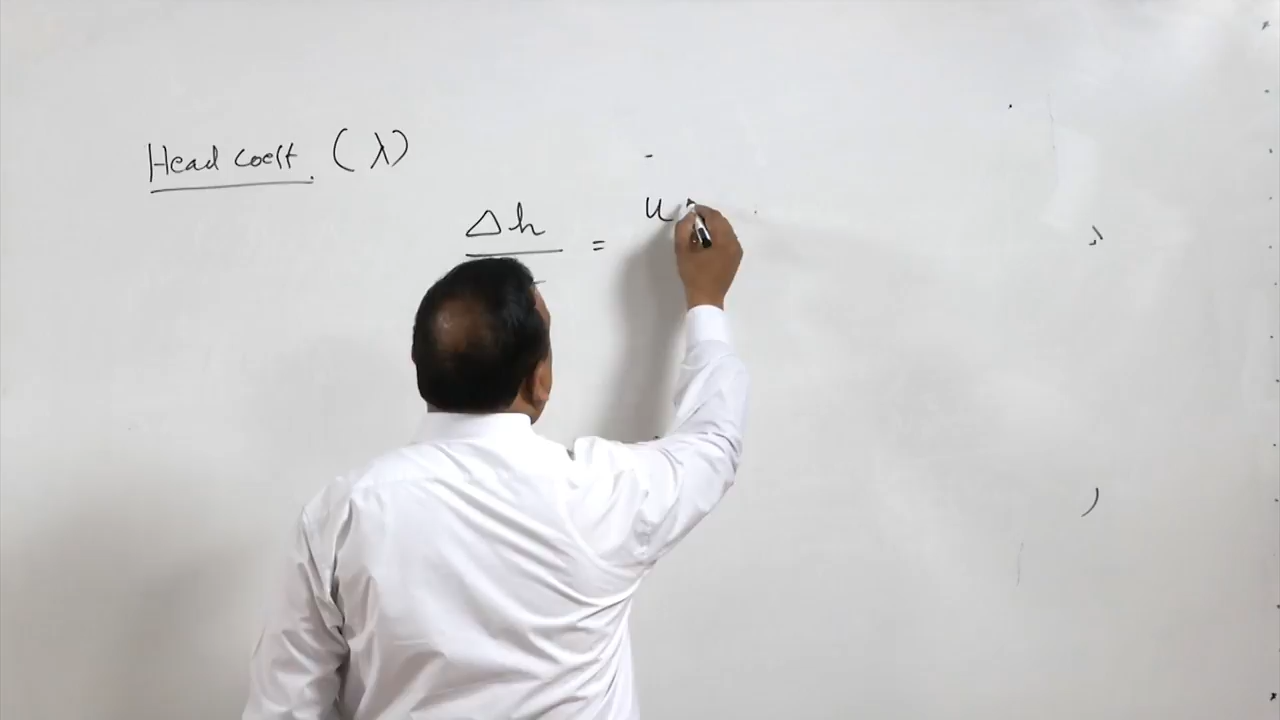 Head coeff. (λ)
Δh = u